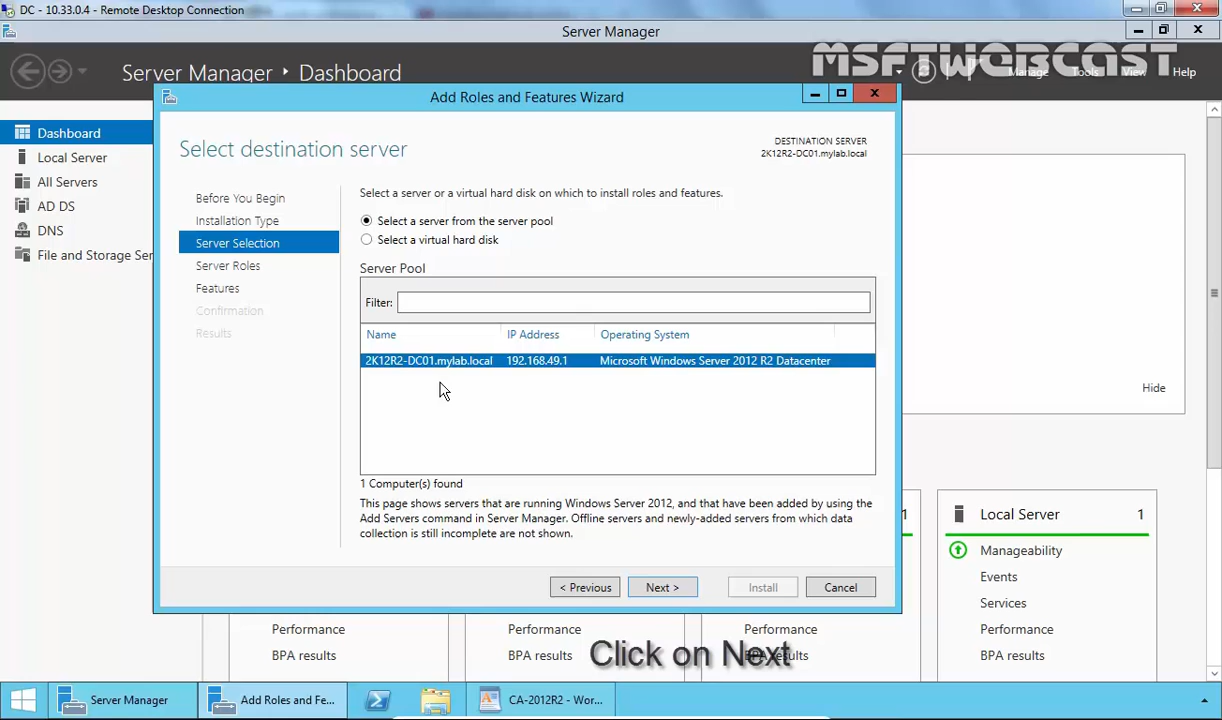 DC - 10.33.0.4 - Remote Desktop Connection
Server Manager
MSFTWEBCAST
Server Manager ‣ Dashboard
Manage
Tools
View
Help
Add Roles and Features Wizard
Dashboard
Local Server
All Servers
AD DS
DNS
File and Storage Ser
Select destination server
DESTINATION SERVER
2K12R2-DC01.mylab.local
Before You Begin
Installation Type
Server Selection
Server Roles
Features
Confirmation
Results
Select a server or a virtual hard disk on which to install roles and features.
Select a server from the server pool
Select a virtual hard disk
Server Pool
Filter:
Name IP Address Operating System
2K12R2-DC01.mylab.local 192.168.49.1 Microsoft Windows Server 2012 R2 Datacenter
1 Computer(s) found
This page shows servers that are running Windows Server 2012, and that have been added by using the
Add Servers command in Server Manager. Offline servers and newly-added servers from which data
collection is still incomplete are not shown.
< Previous
Next >
Install
Cancel
Hide
1
Local Server 1
Manageability
Events
Services
Performance
BPA results
Performance
BPA results
Performance
BPA results
Performance
BPA results
Click on Next
Server Manager
Add Roles and Fe...
CA-2012R2 - Wor...